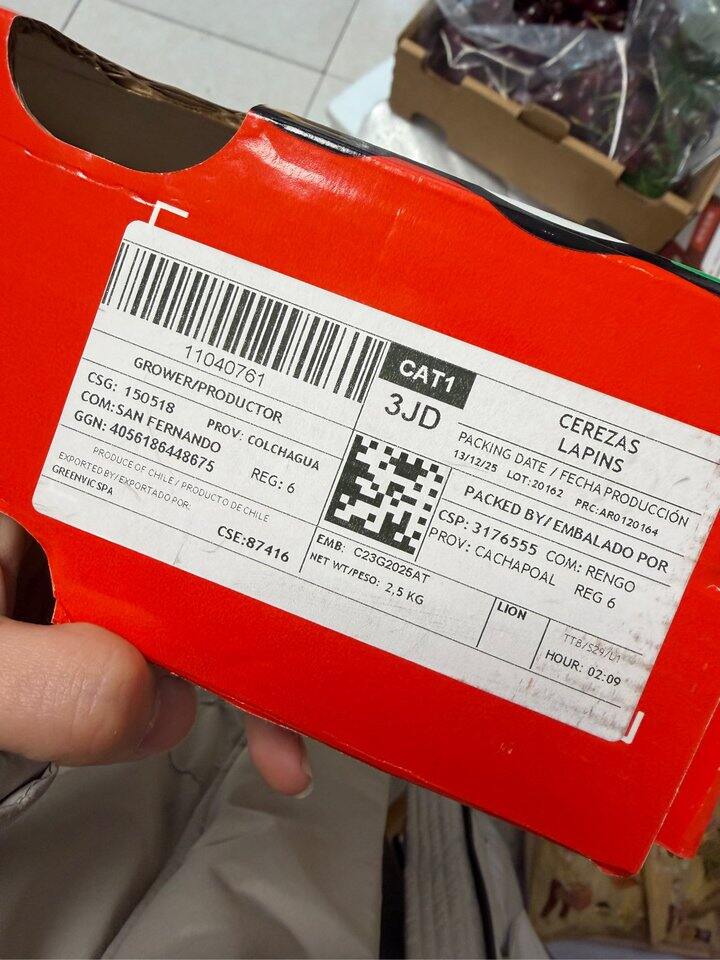 11040761
GROWER/PRODUCTOR
CSG: 150518 PROV: COLCHAGUA
COM: SAN FERNANDO
GGN: 4056186448675 REG: 6
PRODUCE OF CHILE / PRODUCTO DE CHILE
EXPORTED BY/EXPORTADO POR:
GREENVIC SPA
CSE:87416
CAT1
3JD
EMB: C23G2025AT
NET WT/PESO: 2,5 KG
CEREZAS
LAPINS
PACKING DATE / FECHA PRODUCCIÓN
13/12/25 LOT:20162 PRC:AR0120164
PACKED BY/ EMBALADO POR
CSP: 3176555 COM: RENGO
PROV: CACHAPOAL REG 6
LION
TTB/S29/L1
HOUR: 02:09